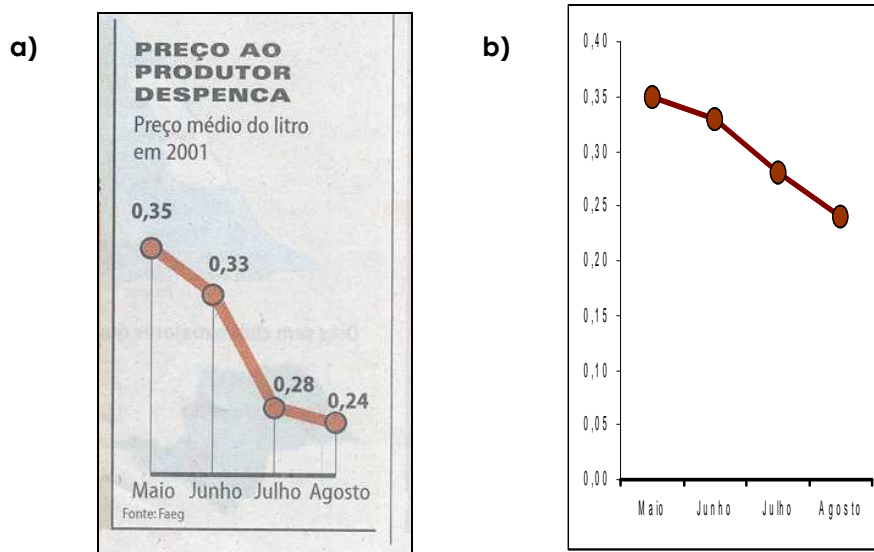 a)
PREÇO AO
PRODUTOR
DESPENCA
Preço médio do litro
em 2001
0,35
0,33
0,28
0,24
Maio Junho Julho Agosto
Fonte: Faeg
b)
0,40
0,35
0,30
0,25
0,20
0,15
0,10
0,05
0,00
Maio Junho Julho Agosto